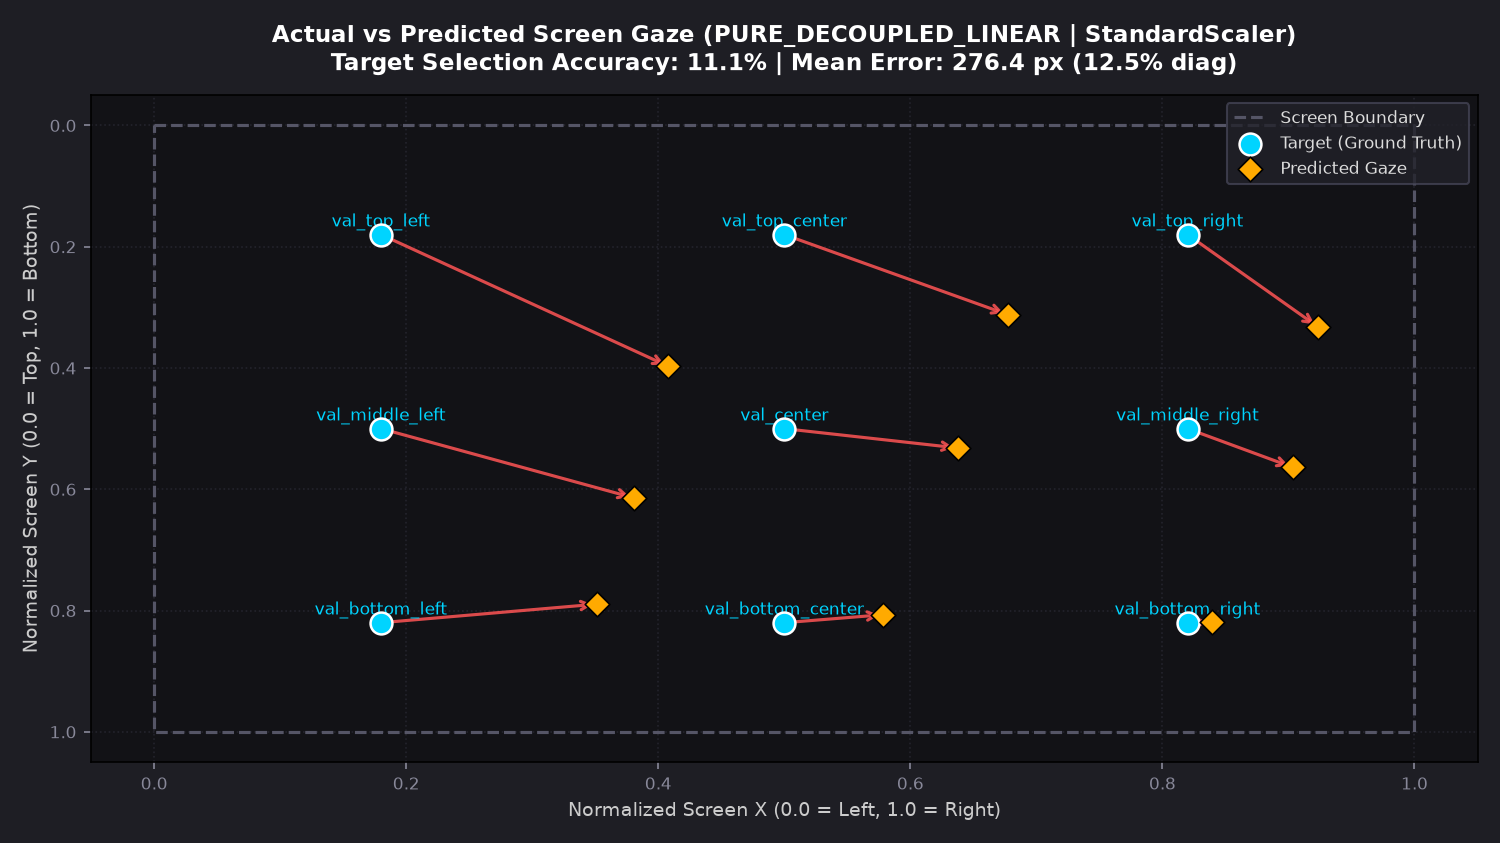 Actual vs Predicted Screen Gaze (PURE_DECOUPLED_LINEAR | StandardScaler)
Target Selection Accuracy: 11.1% | Mean Error: 276.4 px (12.5% diag)
Screen Boundary
Target (Ground Truth)
Predicted Gaze
val_top_left
val_top_center
val_top_right
val_middle_left
val_center
val_middle_right
val_bottom_left
val_bottom_center
val_bottom_right
0.0
0.2
0.4
0.6
0.8
1.0
Normalized Screen Y (0.0 = Top, 1.0 = Bottom)
0.0 0.2 0.4 0.6 0.8 1.0
Normalized Screen X (0.0 = Left, 1.0 = Right)